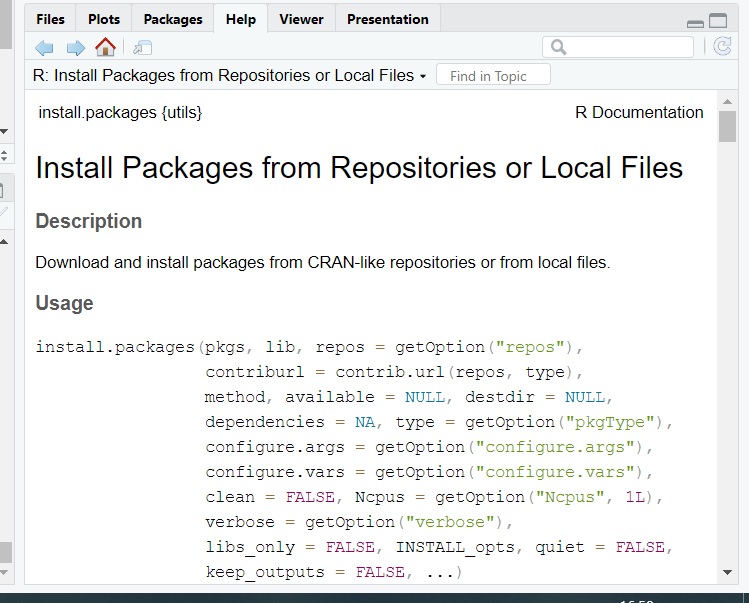 Files Plots Packages Help Viewer Presentation
R: Install Packages from Repositories or Local Files Find in Topic
install.packages {utils} R Documentation
Install Packages from Repositories or Local Files
Description
Download and install packages from CRAN-like repositories or from local files.
Usage
install.packages(pkgs, lib, repos = getOption("repos"),
contriburl = contrib.url(repos, type),
method, available = NULL, destdir = NULL,
dependencies = NA, type = getOption("pkgType"),
configure.args = getOption("configure.args"),
configure.vars = getOption("configure.vars"),
clean = FALSE, Ncpus = getOption("Ncpus", 1L),
verbose = getOption("verbose"),
libs_only = FALSE, INSTALL_opts, quiet = FALSE,
keep_outputs = FALSE, ...)